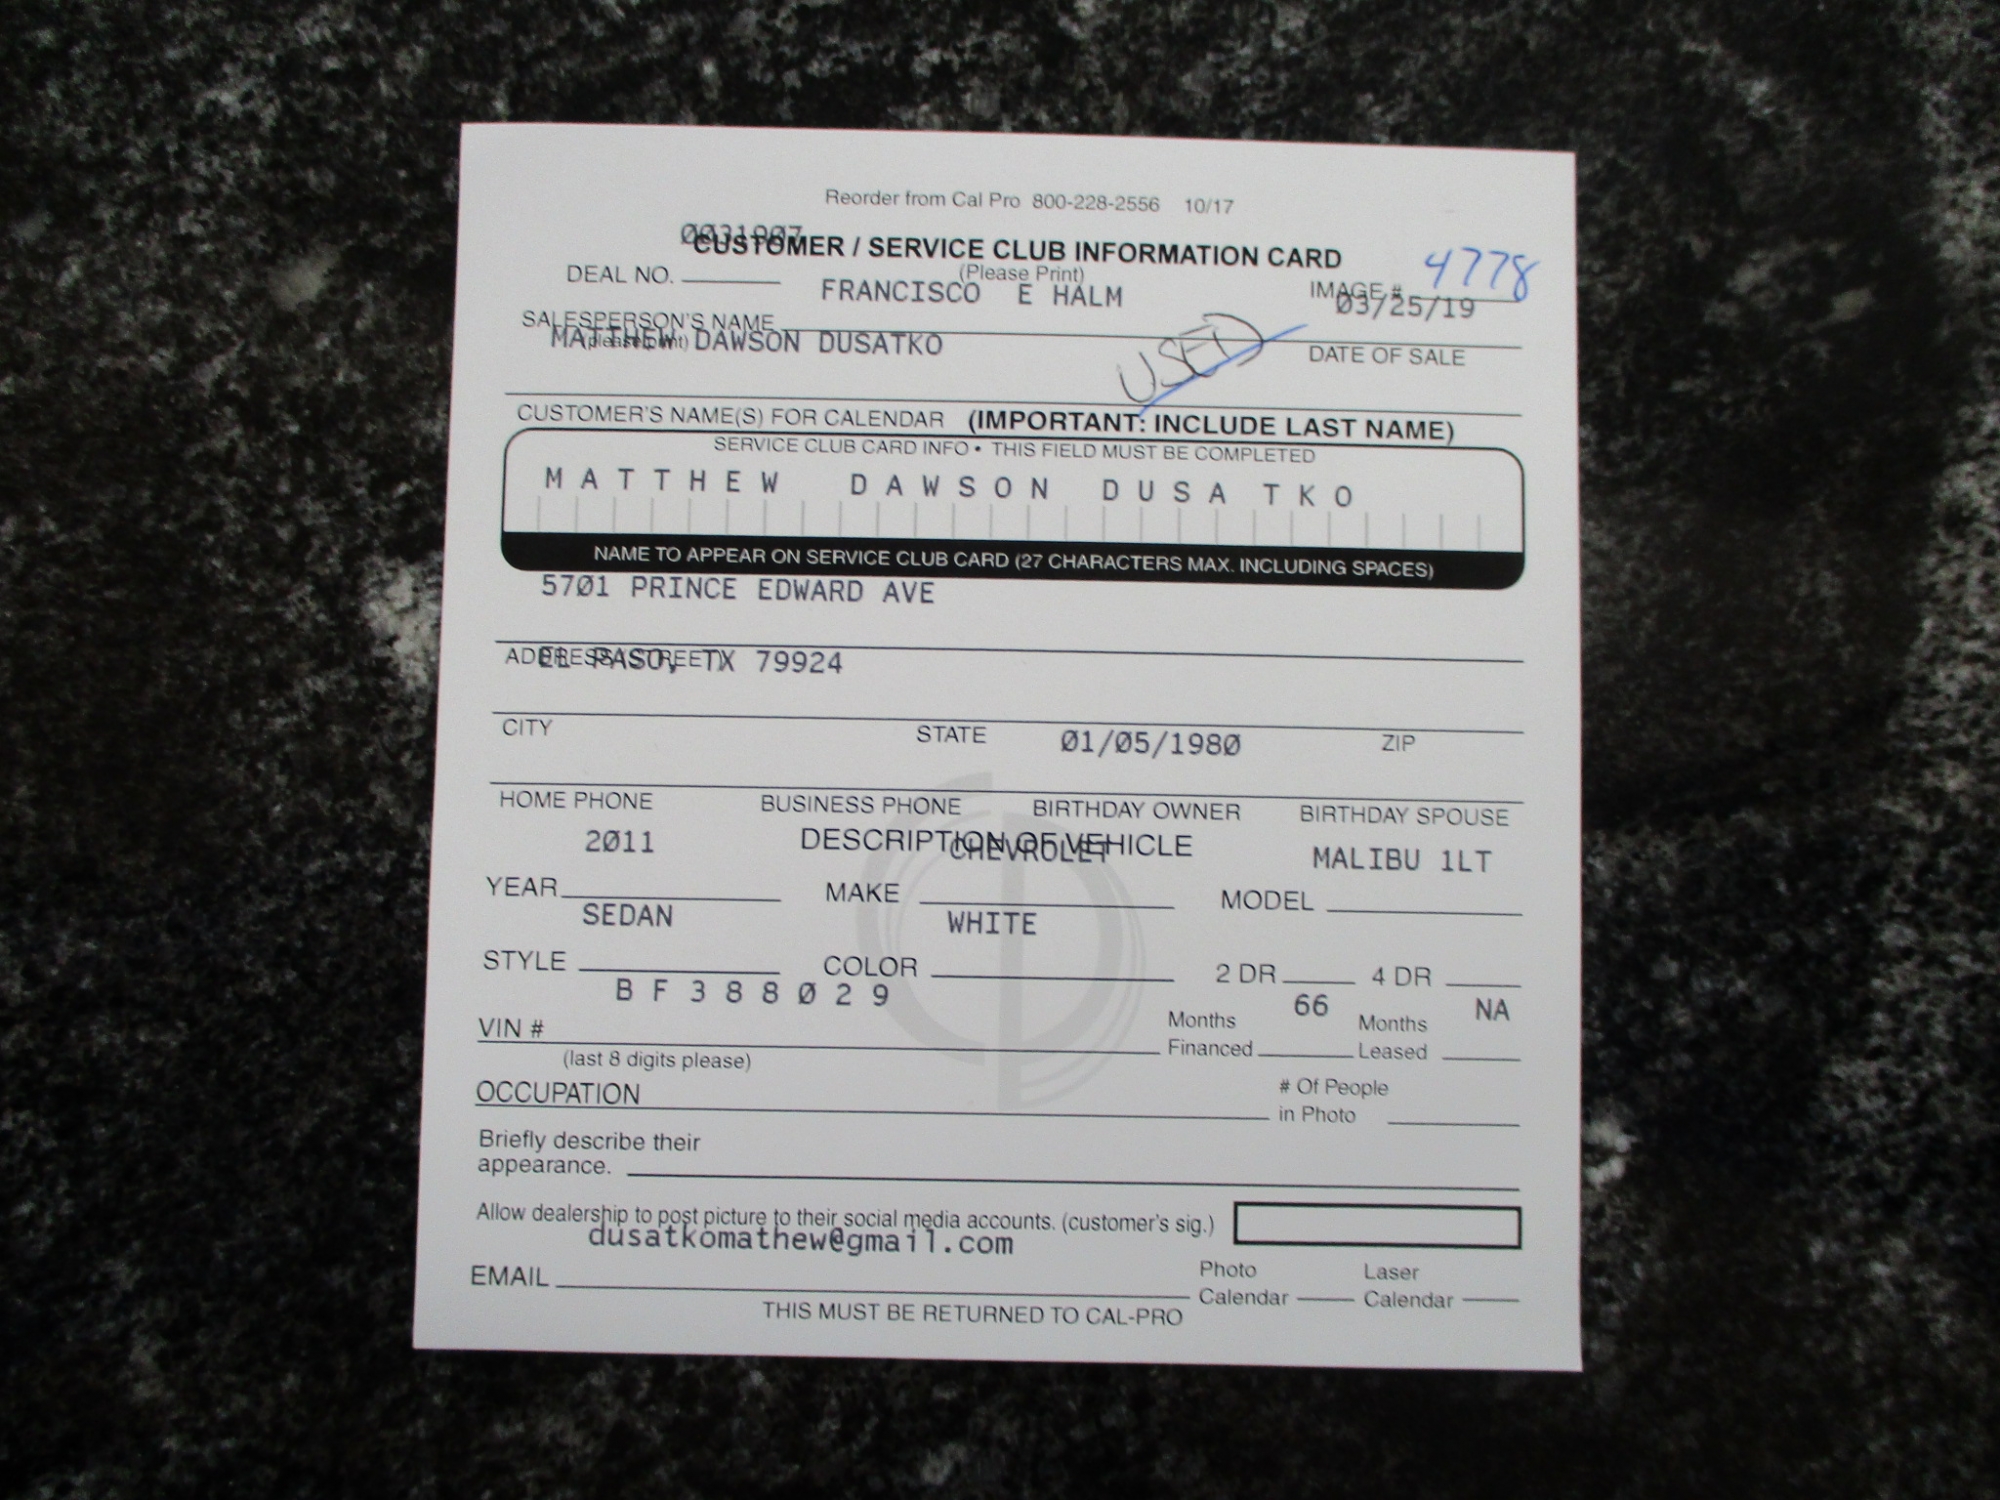 Reorder from Cal Pro 800-228-2556 10/17
0031907
CUSTOMER / SERVICE CLUB INFORMATION CARD
(Please Print)
DEAL NO.
IMAGE # 4778
FRANCISCO E HALM
03/25/19
SALESPERSON'S NAME
(please print)
MATTHEW DAWSON DUSATKO
USED
DATE OF SALE
CUSTOMER'S NAME(S) FOR CALENDAR (IMPORTANT: INCLUDE LAST NAME)
SERVICE CLUB CARD INFO • THIS FIELD MUST BE COMPLETED
MATTHEW DAWSON DUSATKO
NAME TO APPEAR ON SERVICE CLUB CARD (27 CHARACTERS MAX. INCLUDING SPACES)
5701 PRINCE EDWARD AVE
ADDRESS/STREET
EL PASO, TX 79924
CITY STATE ZIP
01/05/1980
HOME PHONE BUSINESS PHONE BIRTHDAY OWNER BIRTHDAY SPOUSE
DESCRIPTION OF VEHICLE
2011 CHEVROLET MALIBU 1LT
YEAR MAKE MODEL
SEDAN WHITE
STYLE COLOR 2 DR 4 DR
BF388029
66 NA
VIN # Months Financed Months Leased
(last 8 digits please)
OCCUPATION # Of People in Photo
Briefly describe their
appearance.
Allow dealership to post picture to their social media accounts. (customer's sig.)
dusatkomathew@gmail.com
EMAIL Photo Calendar Laser Calendar
THIS MUST BE RETURNED TO CAL-PRO